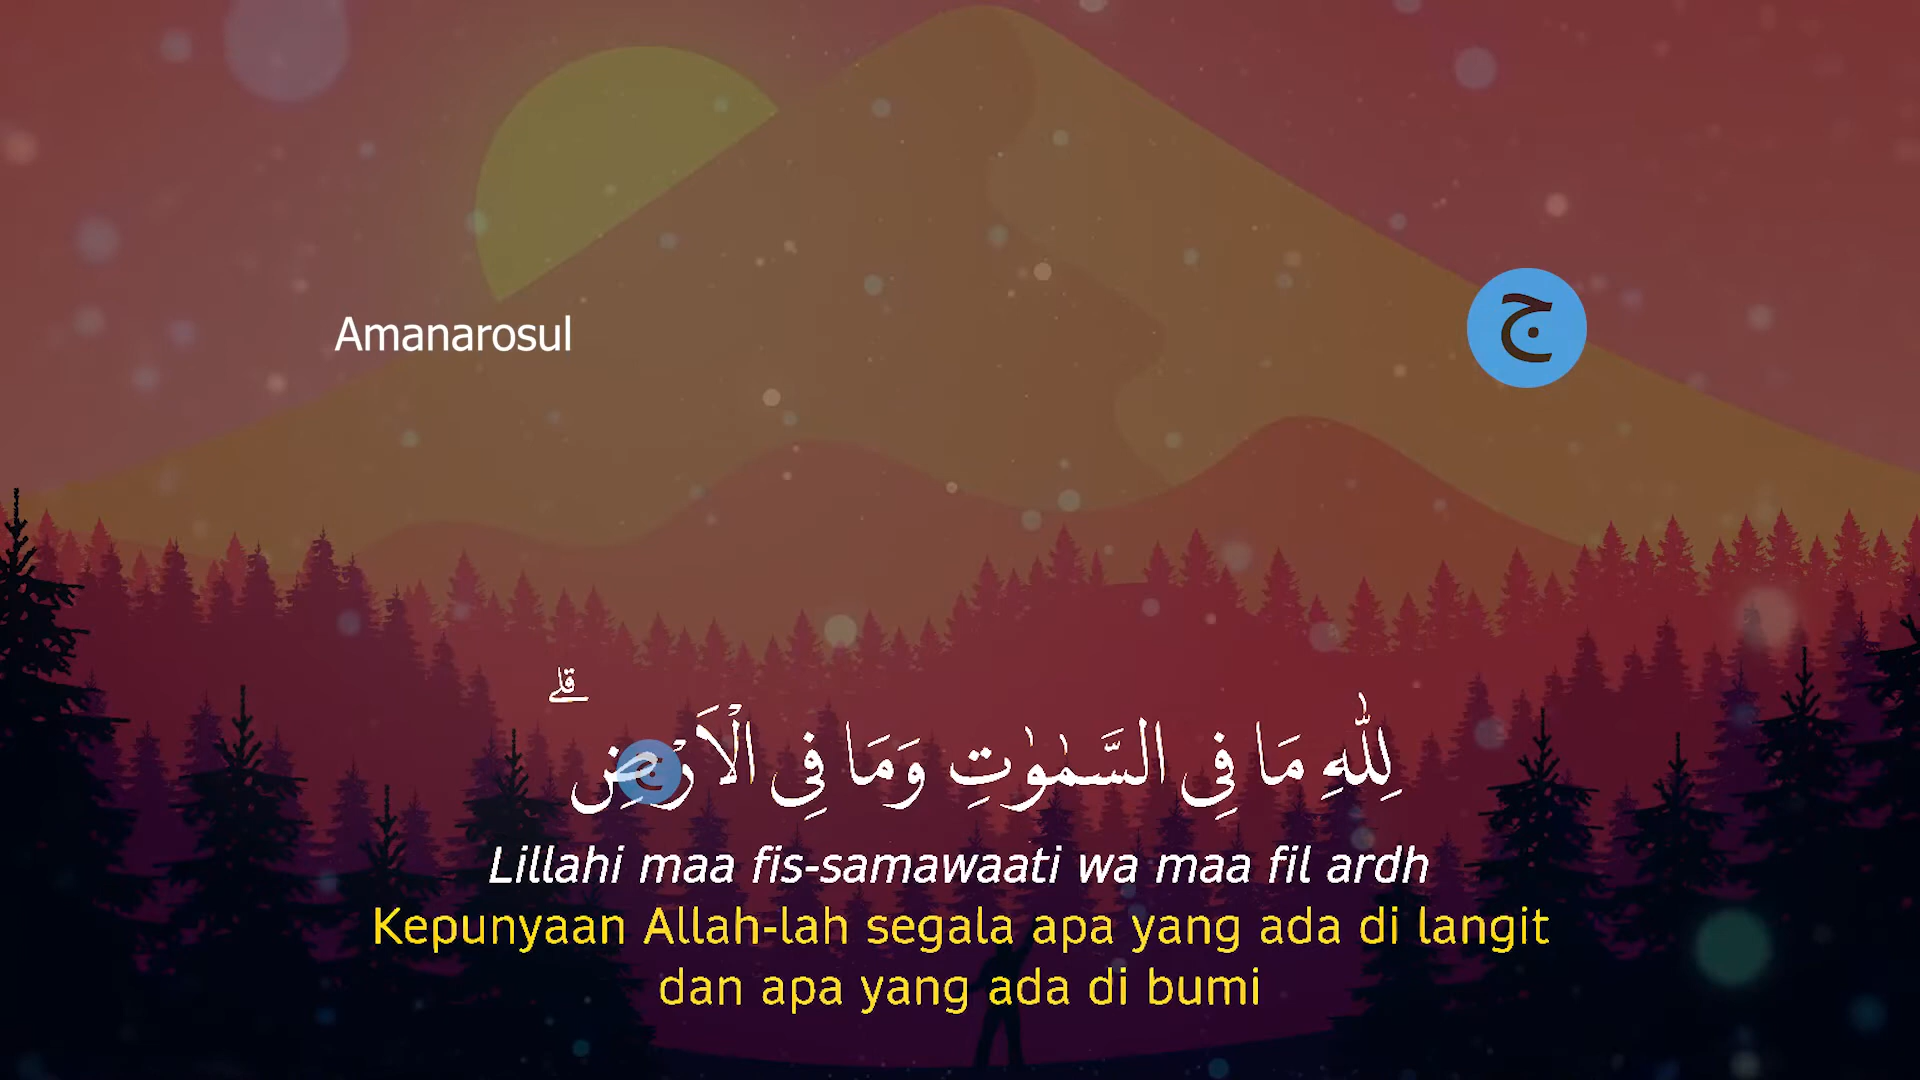 Amanarosul
ج
لِلّٰهِ مَا فِى السَّمٰوٰتِ وَمَا فِى الْاَرْضِ ۗ
ج
Lillahi maa fis-samawaati wa maa fil ardh
Kepunyaan Allah-lah segala apa yang ada di langit
dan apa yang ada di bumi